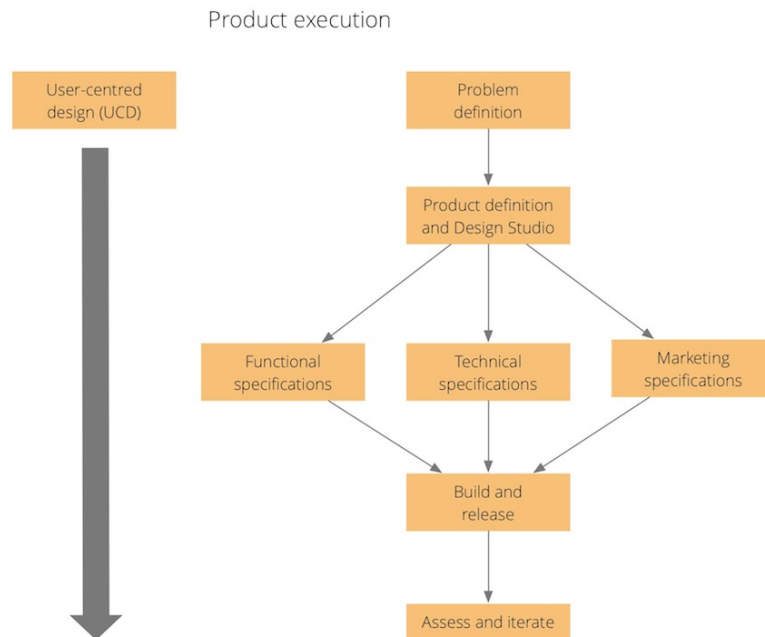 Product execution
User-centred
design (UCD)
Problem
definition
Product definition
and Design Studio
Functional
specifications
Technical
specifications
Marketing
specifications
Build and
release
Assess and iterate